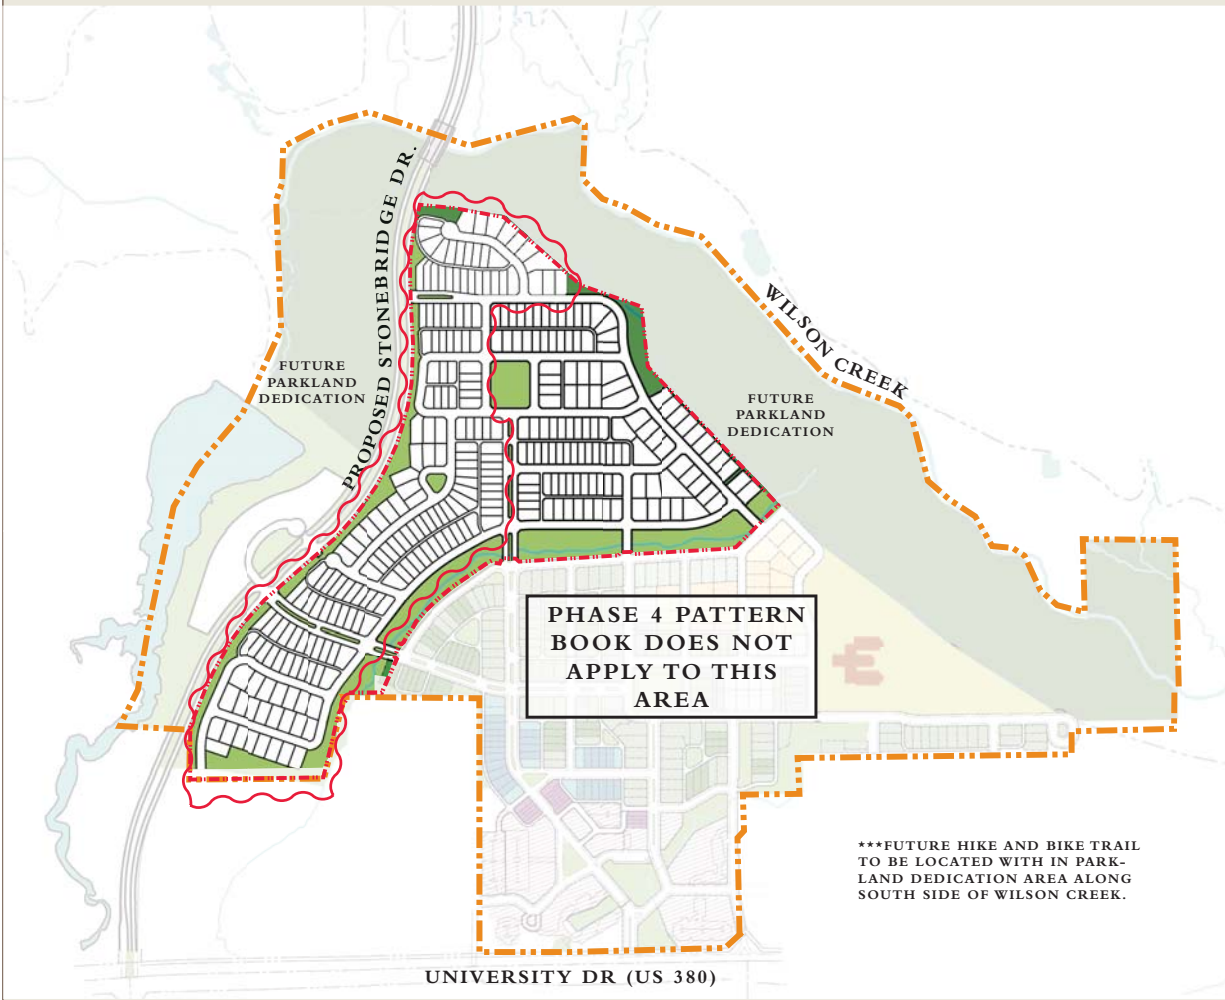 PROPOSED STONEBRIDGE DR.
WILSON CREEK
FUTURE
PARKLAND
DEDICATION
FUTURE
PARKLAND
DEDICATION
PHASE 4 PATTERN
BOOK DOES NOT
APPLY TO THIS
AREA
***FUTURE HIKE AND BIKE TRAIL
TO BE LOCATED WITH IN PARK-
LAND DEDICATION AREA ALONG
SOUTH SIDE OF WILSON CREEK.
UNIVERSITY DR (US 380)